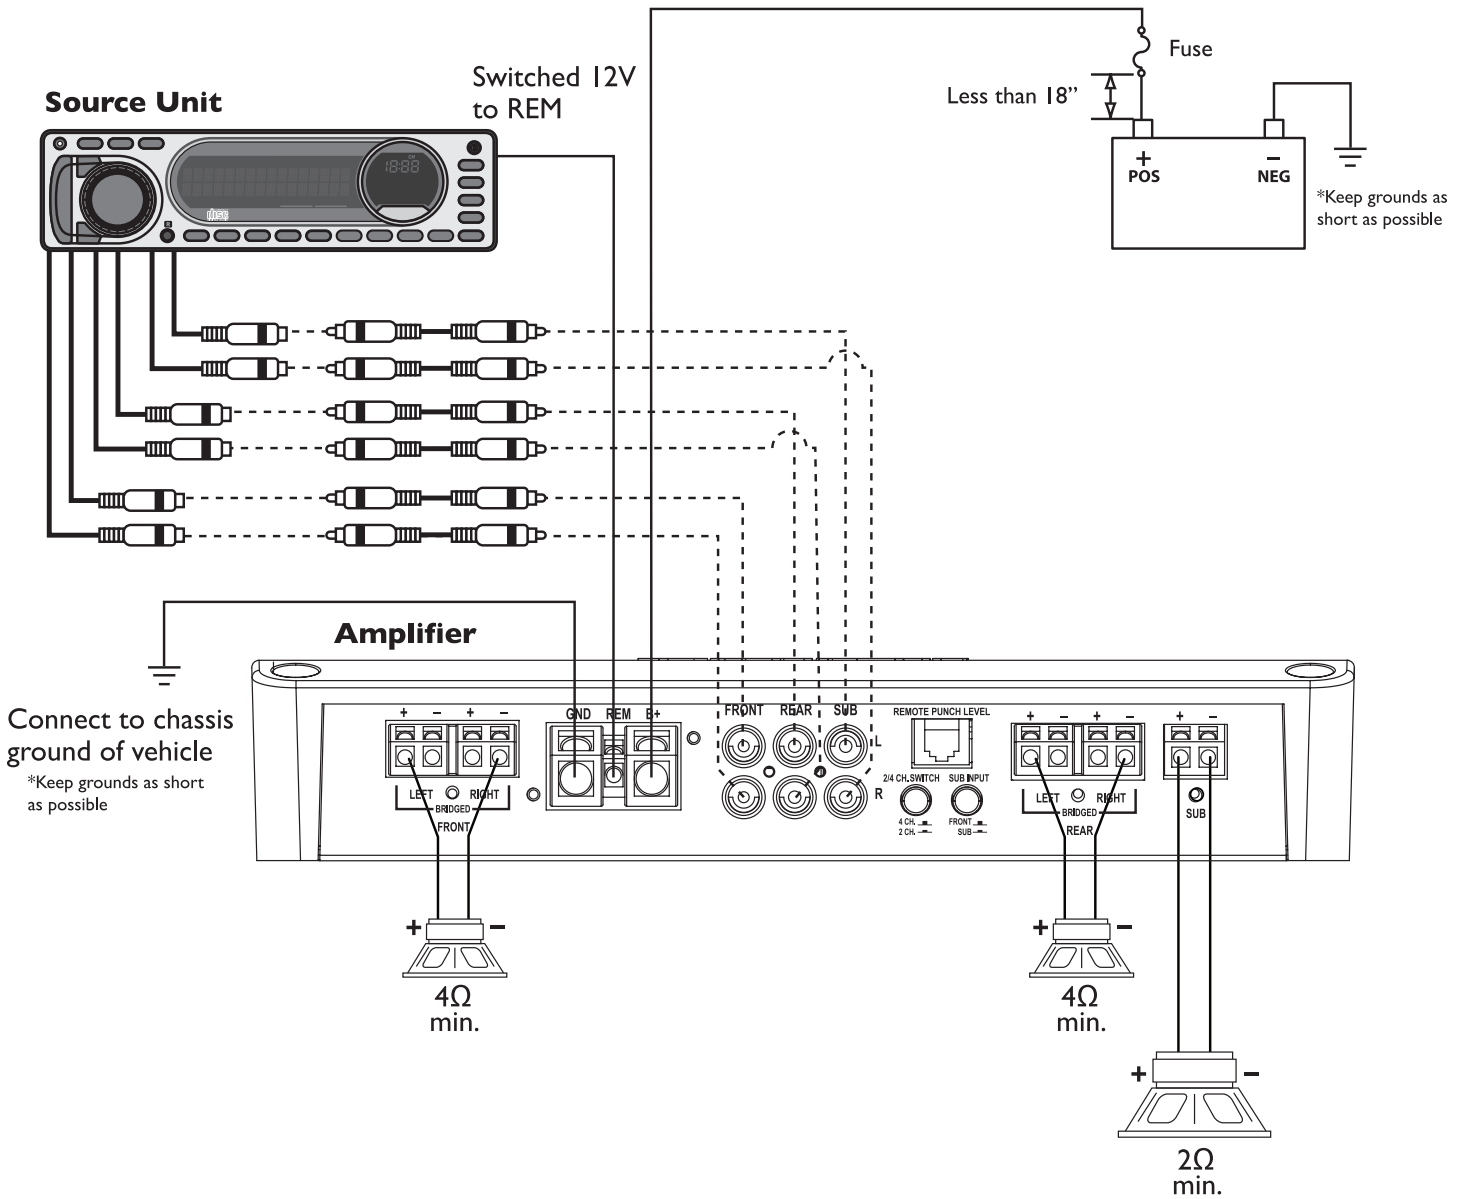 Source Unit
Switched 12V
to REM
Fuse
Less than 18”
+
POS
–
NEG
*Keep grounds as
short as possible
CH
18:88
Amplifier
Connect to chassis
ground of vehicle
*Keep grounds as short
as possible
+ – + –
LEFT RIGHT
BRIDGED
FRONT
GND REM B+
FRONT REAR SUB
L
R
REMOTE PUNCH LEVEL
2/4 CH.SWITCH SUB INPUT
4 CH.
2 CH.
FRONT
SUB
+ – + –
LEFT RIGHT
BRIDGED
REAR
+ –
SUB
+ –
4Ω
min.
+ –
4Ω
min.
+ –
2Ω
min.